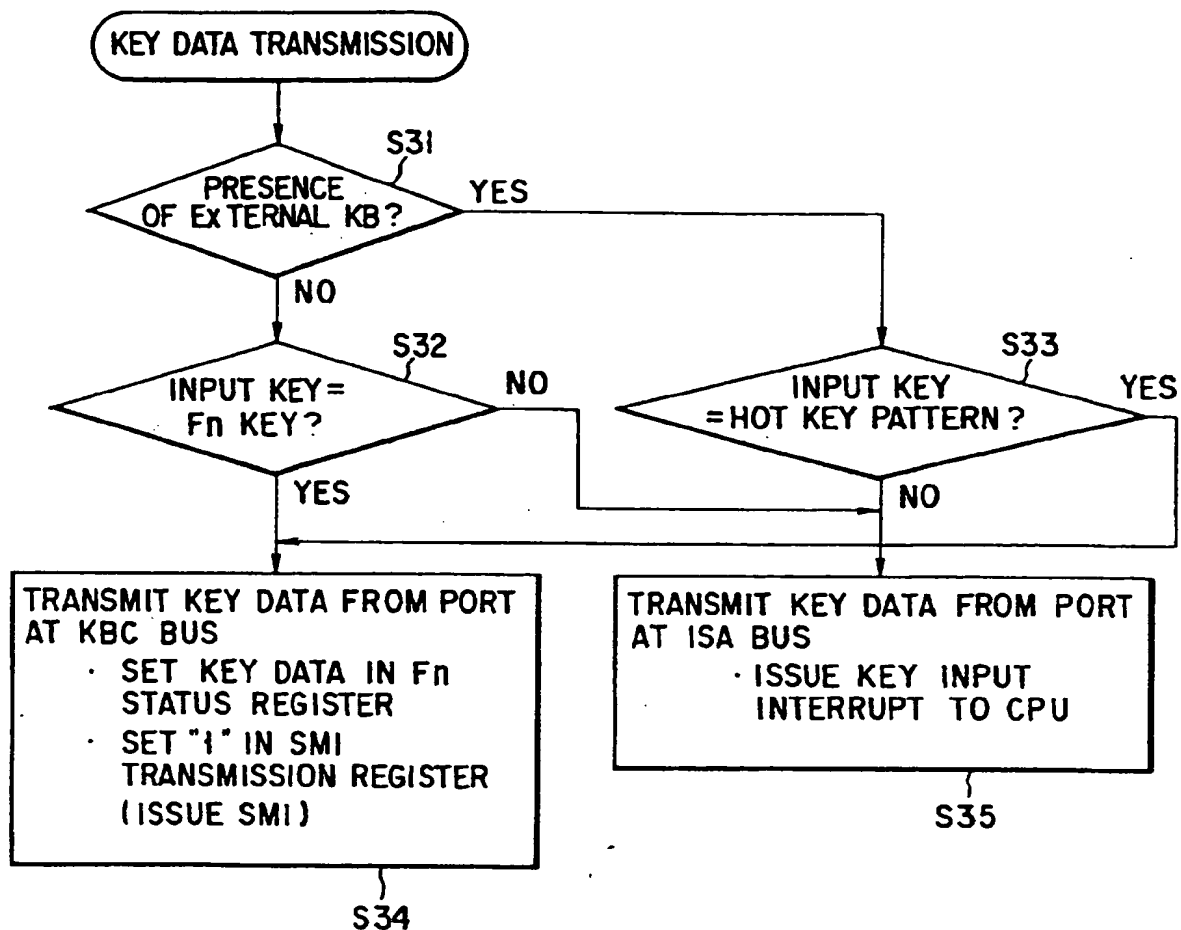 KEY DATA TRANSMISSION
S31
PRESENCE
OF EXTERNAL KB?
YES
NO
S32
INPUT KEY=
Fn KEY?
NO
YES
S33
INPUT KEY
=HOT KEY PATTERN?
YES
NO
TRANSMIT KEY DATA FROM PORT
AT KBC BUS
· SET KEY DATA IN Fn
STATUS REGISTER
· SET "1" IN SMI
TRANSMISSION REGISTER
(ISSUE SMI)
S34
TRANSMIT KEY DATA FROM PORT
AT ISA BUS
· ISSUE KEY INPUT
INTERRUPT TO CPU
S35